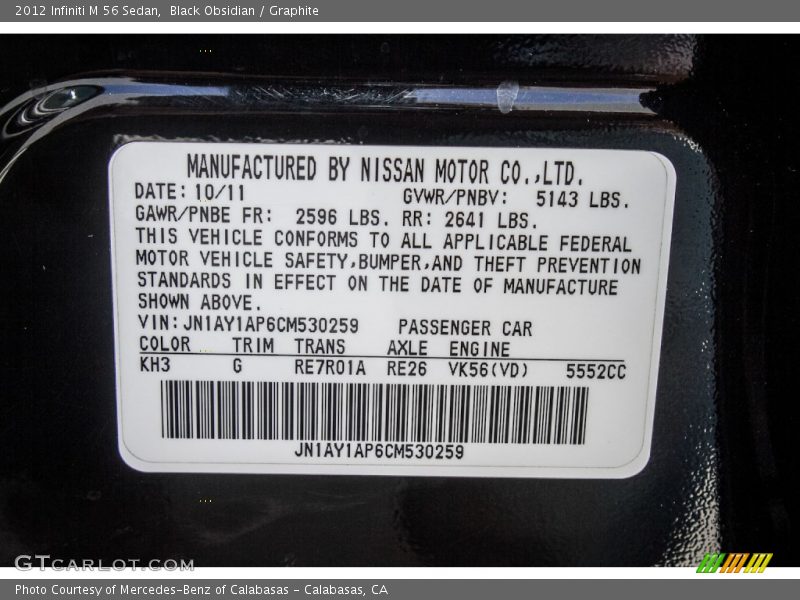 2012 Infiniti M 56 Sedan,  Black Obsidian / Graphite
MANUFACTURED BY NISSAN MOTOR CO.,LTD.
DATE: 10/11 GVWR/PNBV: 5143 LBS.
GAWR/PNBE FR: 2596 LBS. RR: 2641 LBS.
THIS VEHICLE CONFORMS TO ALL APPLICABLE FEDERAL
MOTOR VEHICLE SAFETY,BUMPER,AND THEFT PREVENTION
STANDARDS IN EFFECT ON THE DATE OF MANUFACTURE
SHOWN ABOVE.
VIN: JN1AY1AP6CM530259 PASSENGER CAR
COLOR TRIM TRANS AXLE ENGINE
KH3 G RE7R01A RE26 VK56(VD) 5552CC
JN1AY1AP6CM530259
GTCARLOT.COM
Photo Courtesy of Mercedes-Benz of Calabasas - Calabasas, CA